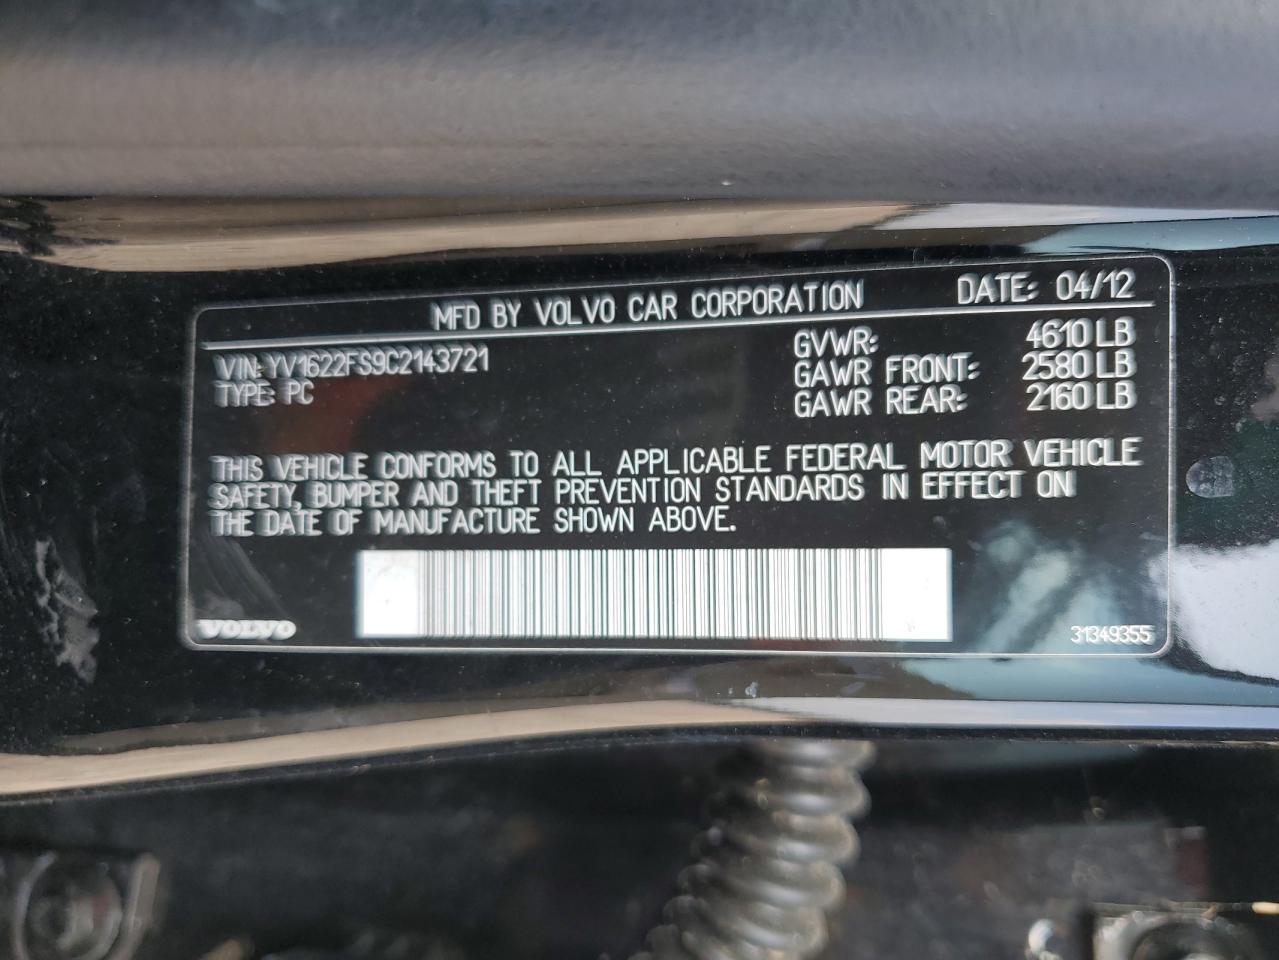 MFD BY VOLVO CAR CORPORATION DATE: 04/12
VIN: YV1622FS9C2143721
TYPE: PC
GVWR: 4610 LB
GAWR FRONT: 2580 LB
GAWR REAR: 2160 LB
THIS VEHICLE CONFORMS TO ALL APPLICABLE FEDERAL MOTOR VEHICLE
SAFETY, BUMPER AND THEFT PREVENTION STANDARDS IN EFFECT ON
THE DATE OF MANUFACTURE SHOWN ABOVE.
VOLVO
31349355